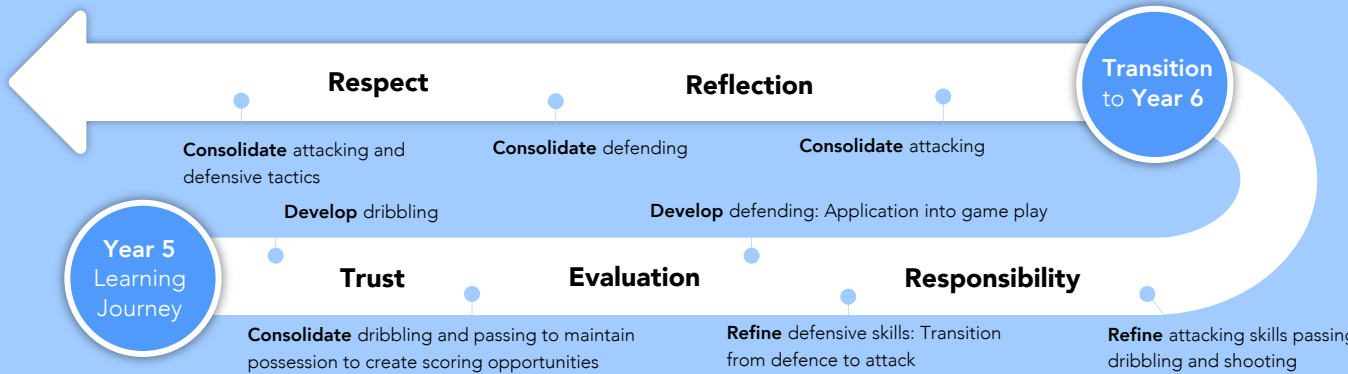 Respect
Reflection
Transition
to Year 6
Consolidate attacking and
defensive tactics
Consolidate defending
Consolidate attacking
Develop dribbling
Develop defending: Application into game play
Year 5
Learning
Journey
Trust
Evaluation
Responsibility
Consolidate dribbling and passing to maintain
possession to create scoring opportunities
Refine defensive skills: Transition
from defence to attack
Refine attacking skills passing
dribbling and shooting